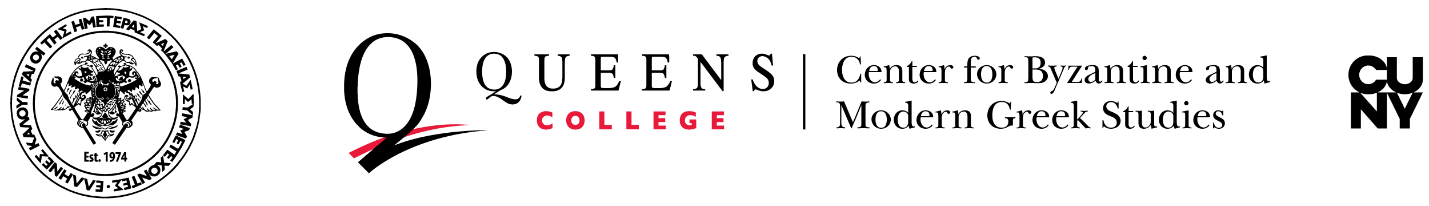 ΕΛΛΗΝΕΣ ΚΑΛΟΥΝΤΑΙ ΟΙ ΤΗΣ ΗΜΕΤΕΡΑΣ ΠΑΙΔΕΙΑΣ ΣΥΜΜΕΤΕΧΟΝΤΕΣ ·
Est. 1974
QUEENS
COLLEGE
Center for Byzantine and
Modern Greek Studies
CU
NY